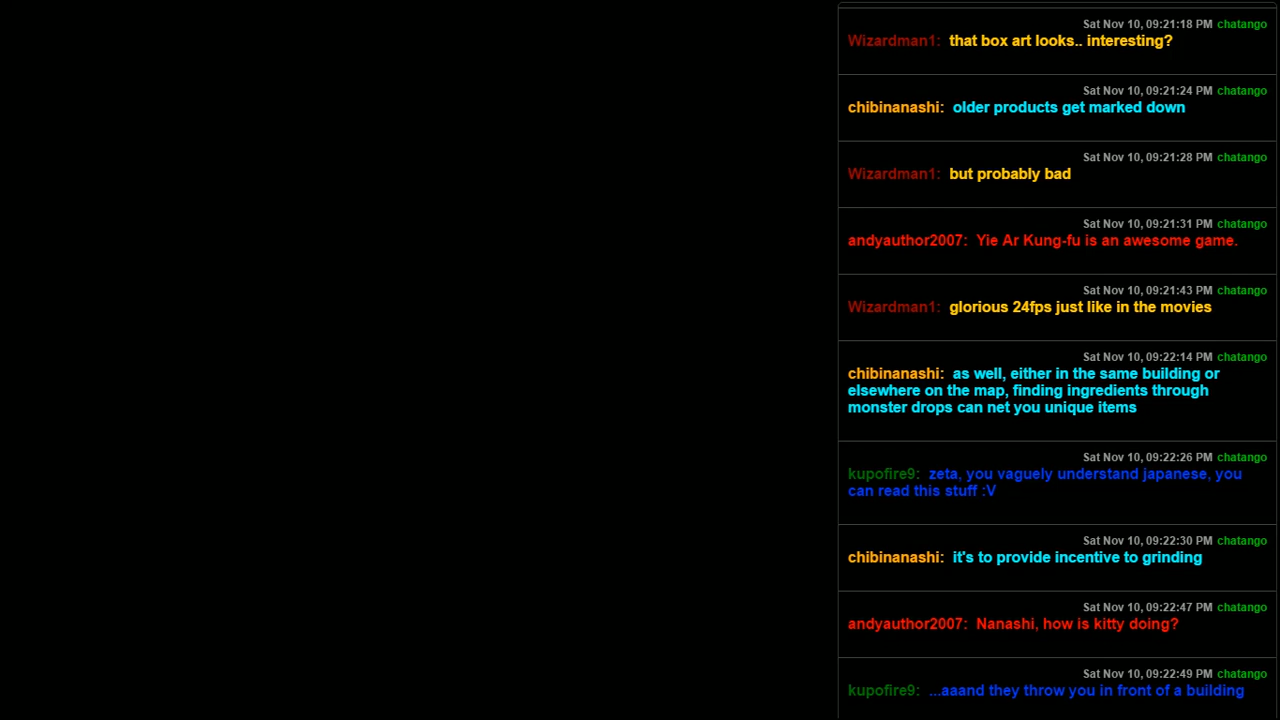 Sat Nov 10, 09:21:18 PM chatango
Wizardman1: that box art looks.. interesting?
Sat Nov 10, 09:21:24 PM chatango
chibinanashi: older products get marked down
Sat Nov 10, 09:21:28 PM chatango
Wizardman1: but probably bad
Sat Nov 10, 09:21:31 PM chatango
andyauthor2007: Yie Ar Kung-fu is an awesome game.
Sat Nov 10, 09:21:43 PM chatango
Wizardman1: glorious 24fps just like in the movies
Sat Nov 10, 09:22:14 PM chatango
chibinanashi: as well, either in the same building or
elsewhere on the map, finding ingredients through
monster drops can net you unique items
Sat Nov 10, 09:22:26 PM chatango
kupofire9: zeta, you vaguely understand japanese, you
can read this stuff :V
Sat Nov 10, 09:22:30 PM chatango
chibinanashi: it's to provide incentive to grinding
Sat Nov 10, 09:22:47 PM chatango
andyauthor2007: Nanashi, how is kitty doing?
Sat Nov 10, 09:22:49 PM chatango
kupofire9: ...aaand they throw you in front of a building